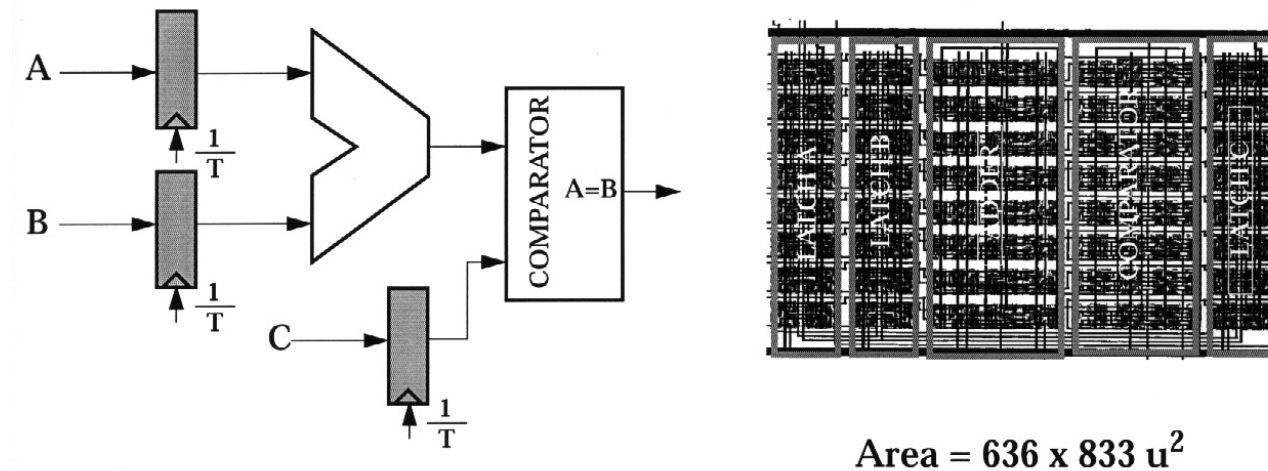 A
1
T
B
1
T
C
1
T
COMPARATOR
A=B
LATCH A
LATCH B
ADDER
COMPARATOR
LATCH C
Area = 636 x 833 u²